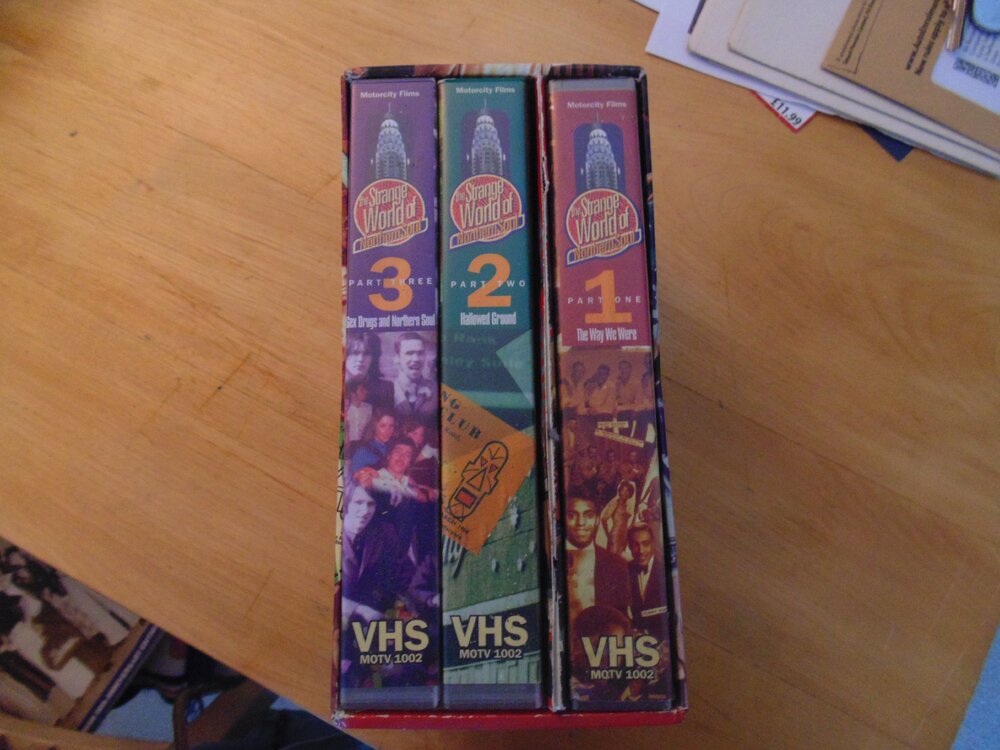 Motorcity Films
the Strange
World of
Northern Soul
3
PART THREE
Sex Drugs and Northern Soul
VHS
MOTV 1002
Motorcity Films
the Strange
World of
Northern Soul
2
PART TWO
Hallowed Ground
CLUB
VHS
MOTV 1002
Motorcity Films
the Strange
World of
Northern Soul
1
PART ONE
The Way We Were
VHS
MOTV 1002
£11.99